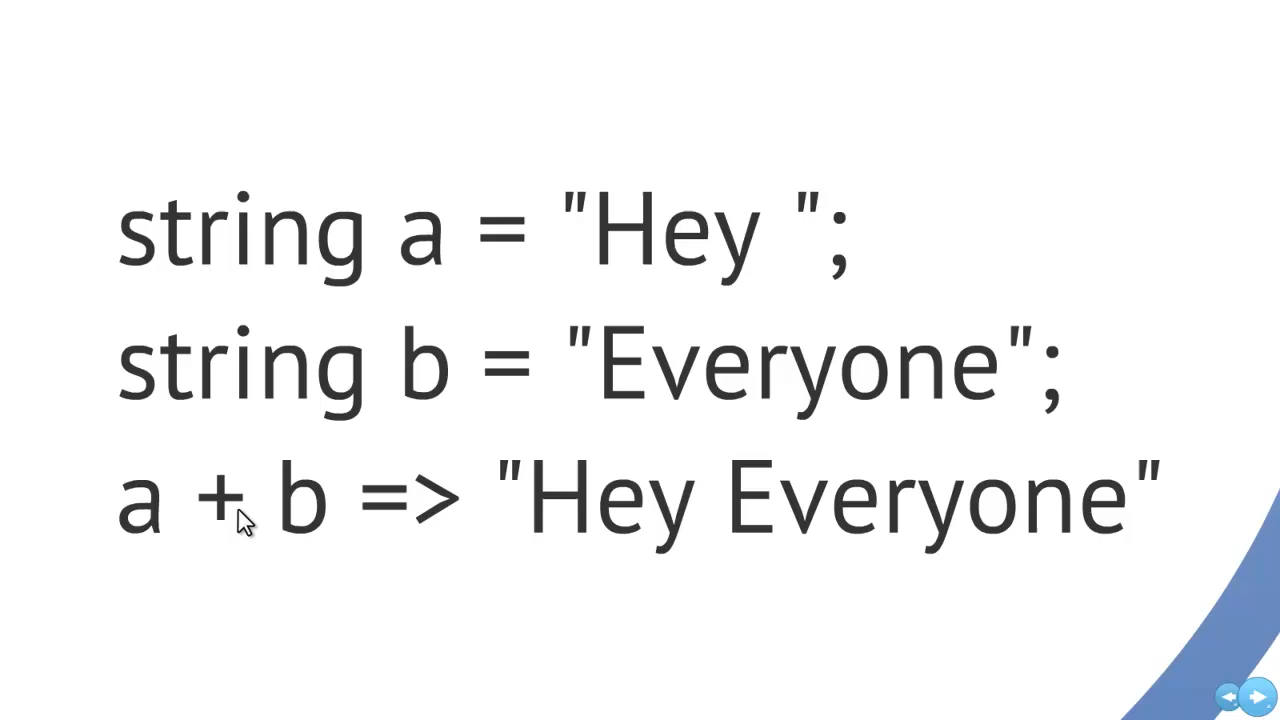 string a = "Hey ";
string b = "Everyone";
a + b => "Hey Everyone"